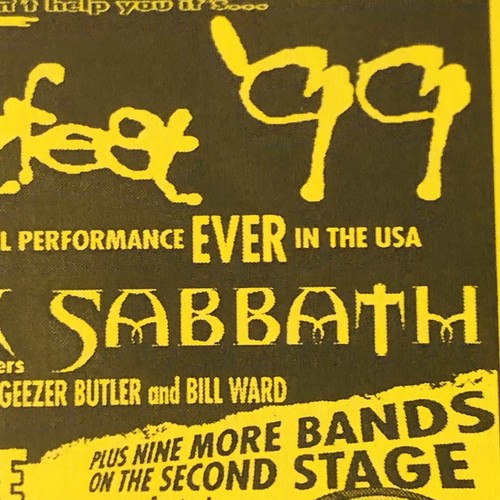 n't help you it's....
rfest '99
L PERFORMANCE EVER IN THE USA
K SABBATH
ers
GEEZER BUTLER and BILL WARD
PLUS NINE MORE BANDS
ON THE SECOND STAGE